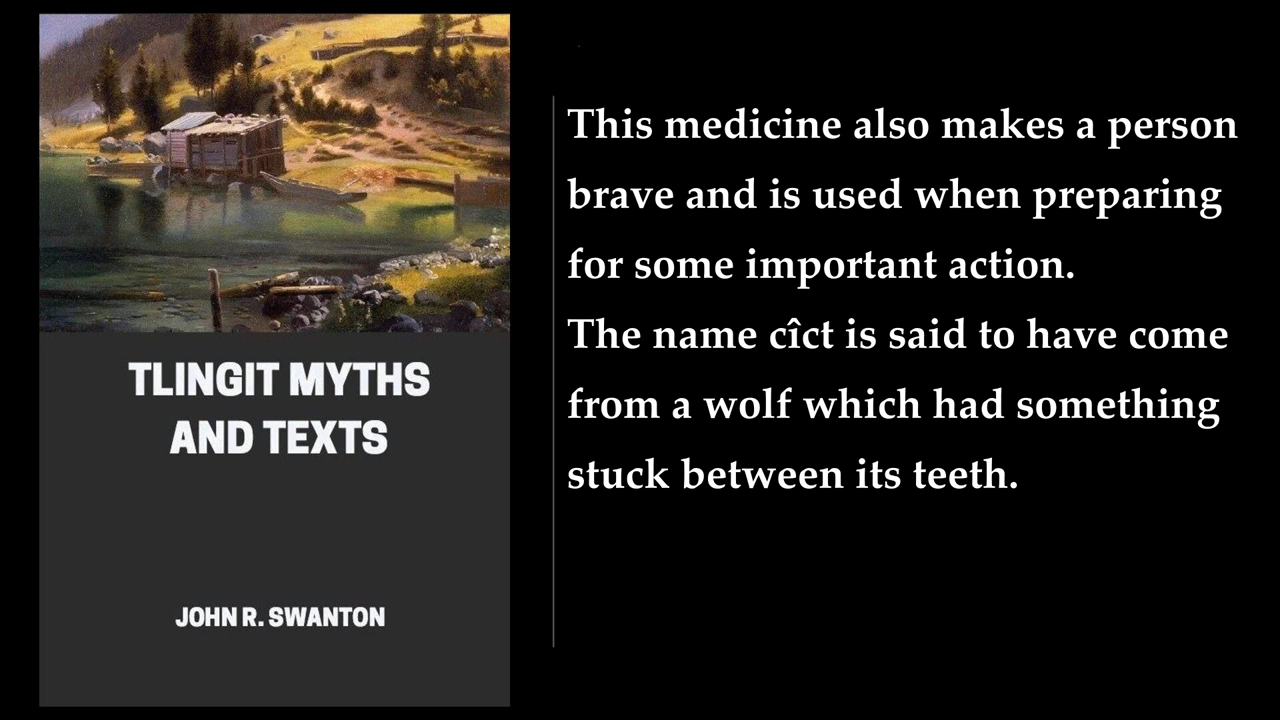 TLINGIT MYTHS
AND TEXTS
JOHN R. SWANTON
This medicine also makes a person
brave and is used when preparing
for some important action.
The name cîct is said to have come
from a wolf which had something
stuck between its teeth.